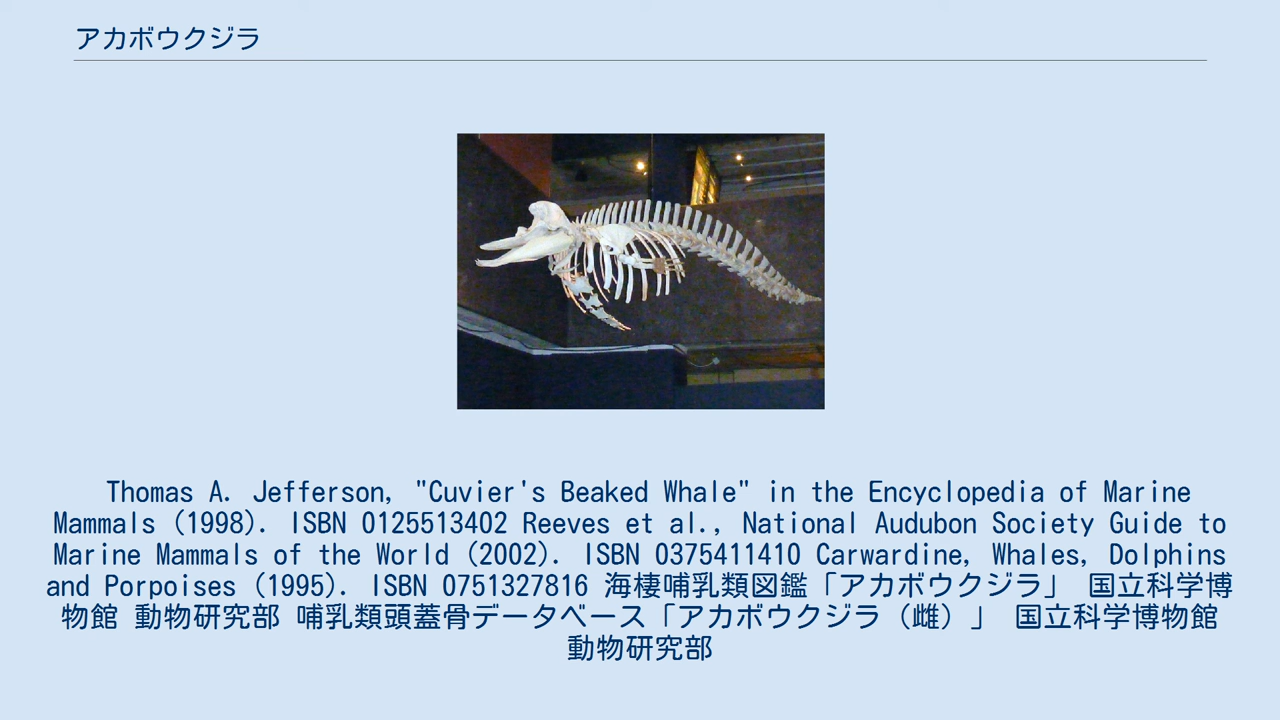 アカボウクジラ
Thomas A. Jefferson, "Cuvier's Beaked Whale" in the Encyclopedia of Marine
Mammals (1998). ISBN 0125513402 Reeves et al., National Audubon Society Guide to
Marine Mammals of the World (2002). ISBN 0375411410 Carwardine, Whales, Dolphins
and Porpoises (1995). ISBN 0751327816 海棲哺乳類図鑑「アカボウクジラ」 国立科学博
物館 動物研究部 哺乳類頭蓋骨データベース「アカボウクジラ（雌）」 国立科学博物館
動物研究部